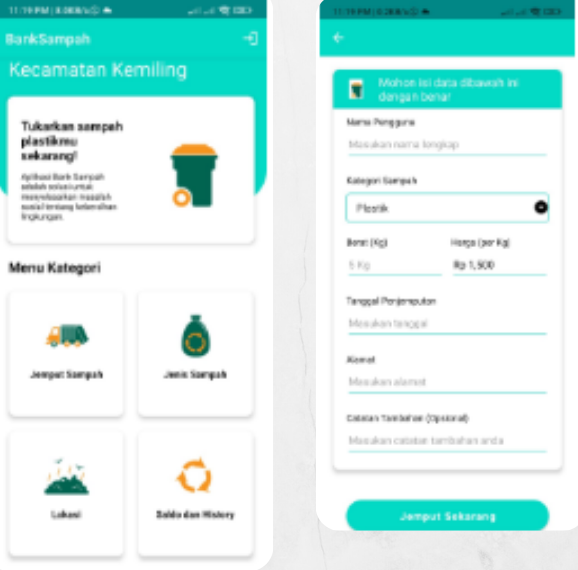 11:19 PM | 0.0KB/s
BankSampah
Kecamatan Kemiling
Tukarkan sampah
plastikmu
sekarang!
Aplikasi Bank Sampah
adalah solusi untuk
menyelesaikan masalah
sosial tentang kebersihan
lingkungan.
Menu Kategori
Jemput Sampah
Jenis Sampah
Lokasi
Saldo dan History
11:19 PM
Mohon isi data dibawah ini
dengan benar
Nama Pengguna
Masukan nama lengkap
Kategori Sampah
Plastik
Berat (Kg)
Harga (per Kg)
5 Kg
Rp 1,500
Tanggal Penjemputan
Masukan tanggal
Alamat
Masukan alamat
Catatan Tambahan (Opsional)
Masukan catatan tambahan anda
Jemput Sekarang